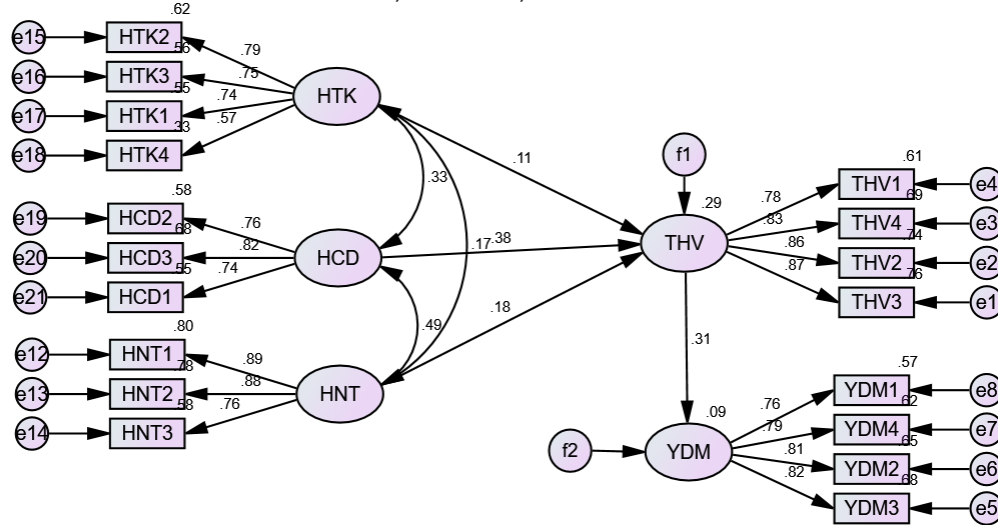 .62
e15 HTK2
.79
.56
e16 HTK3
.75
.55
e17 HTK1
.74
.33
e18 HTK4
.57
HTK
.58
e19 HCD2
.76
.68
e20 HCD3
.82
.55
e21 HCD1
.74
HCD
.80
e12 HNT1
.89
.78
e13 HNT2
.88
.58
e14 HNT3
.76
HNT
.33
.17
.49
.11
.38
.18
f1
.29
THV
.31
.61
.78
THV1 e4
.69
.83
THV4 e3
.74
.86
THV2 e2
.76
.87
THV3 e1
f2
.09
YDM
.57
.76
YDM1 e8
.62
.79
YDM4 e7
.65
.81
YDM2 e6
.68
.82
YDM3 e5